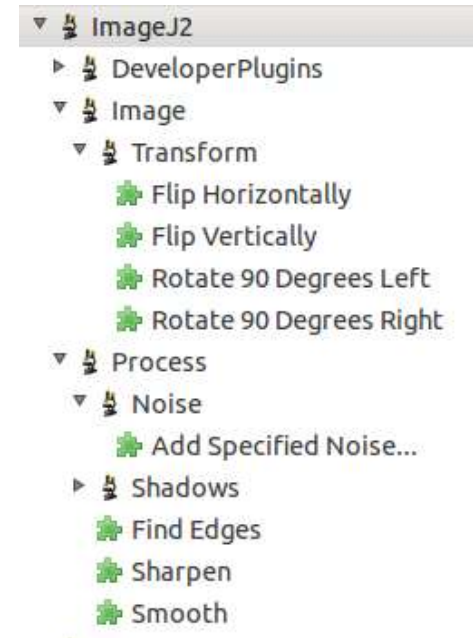 ImageJ2
DeveloperPlugins
Image
Transform
Flip Horizontally
Flip Vertically
Rotate 90 Degrees Left
Rotate 90 Degrees Right
Process
Noise
Add Specified Noise...
Shadows
Find Edges
Sharpen
Smooth